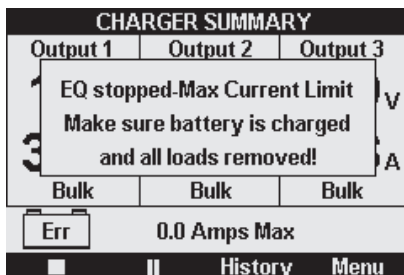 CHARGER SUMMARY
Output 1 Output 2 Output 3
EQ stopped-Max Current Limit
Make sure battery is charged
and all loads removed!
V
3 A
Bulk Bulk Bulk
Err 0.0 Amps Max
History Menu